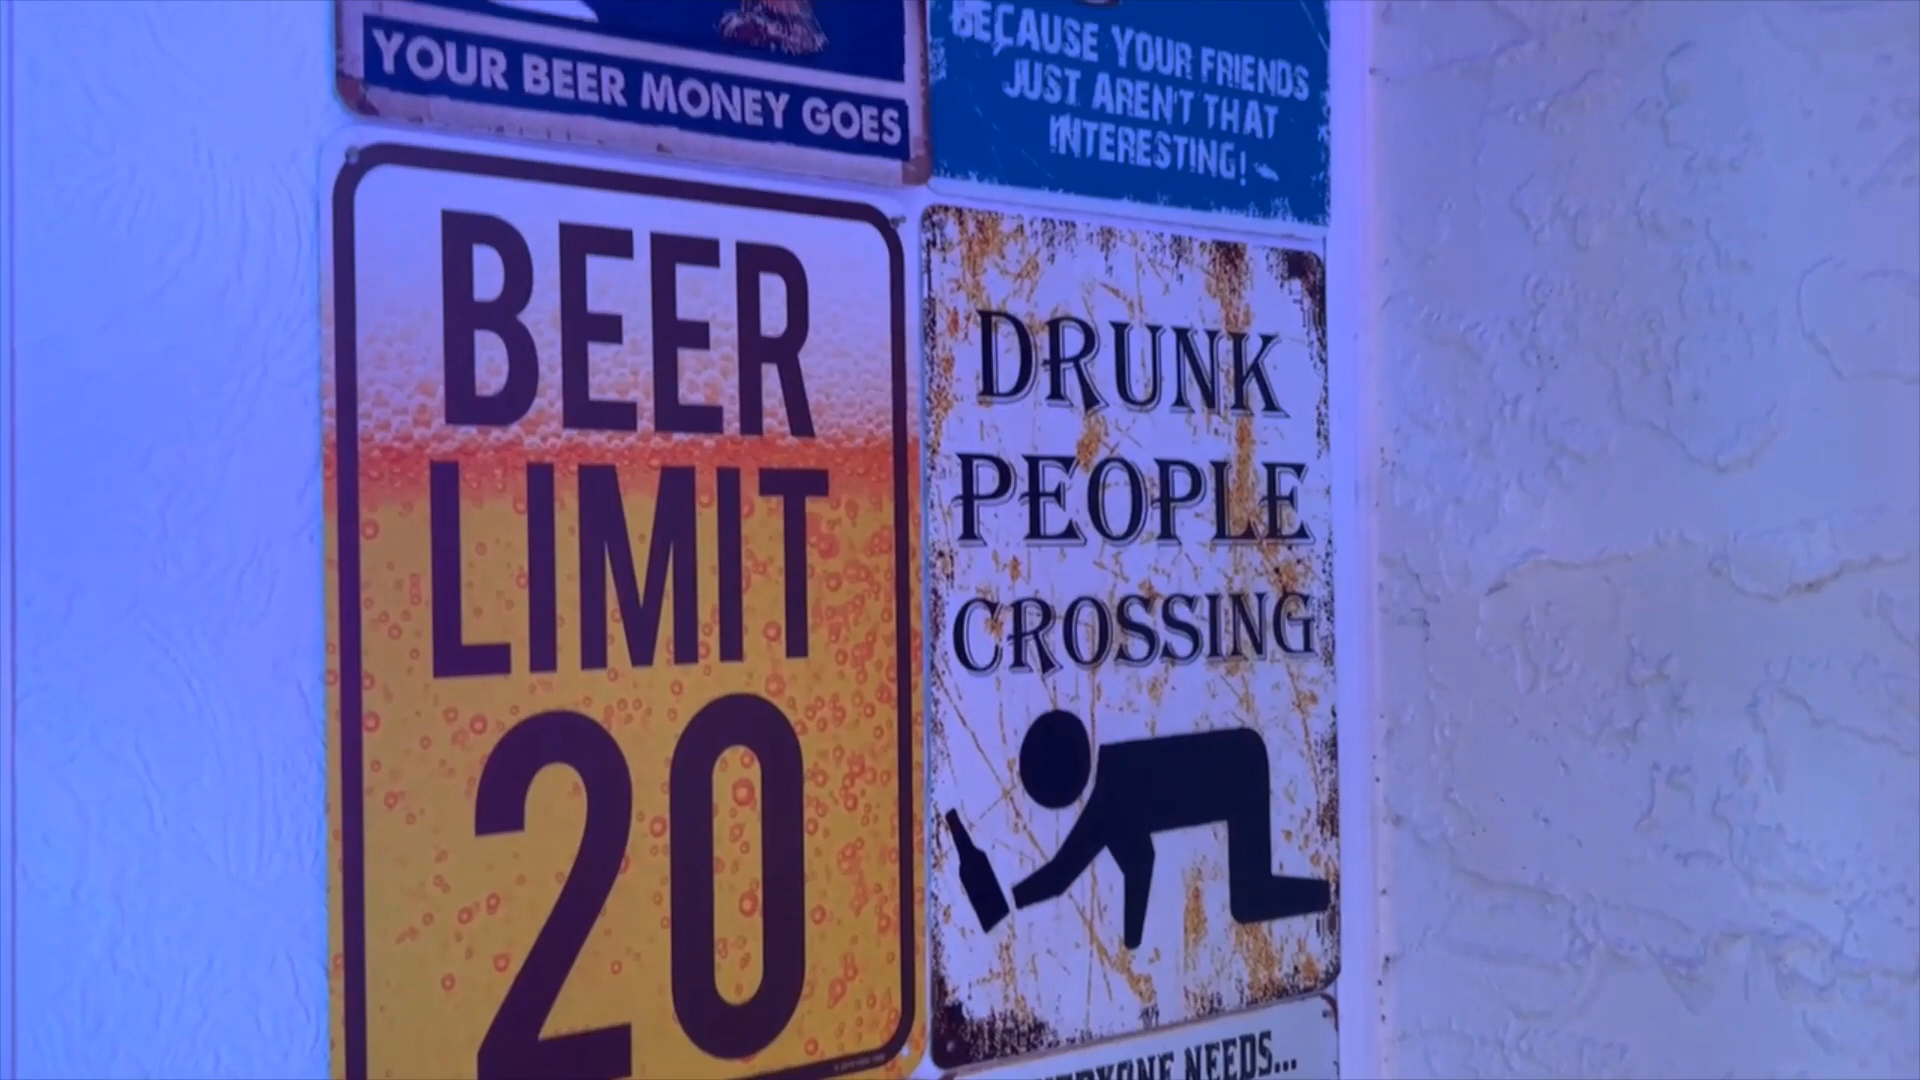 YOUR BEER MONEY GOES
BECAUSE YOUR FRIENDS
JUST AREN'T THAT
INTERESTING!
BEER
LIMIT
20
DRUNK
PEOPLE
CROSSING
NEEDS...